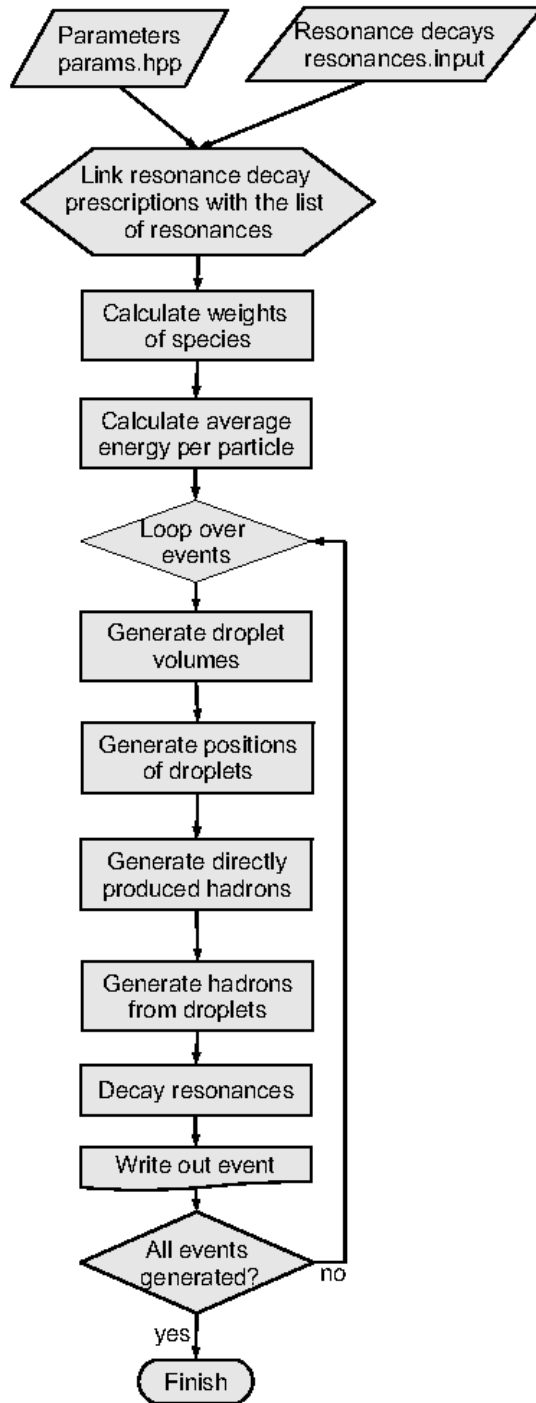 Parameters
params.hpp
Resonance decays
resonances.input
Link resonance decay
prescriptions with the list
of resonances
Calculate weights
of species
Calculate average
energy per particle
Loop over
events
Generate droplet
volumes
Generate positions
of droplets
Generate directly
produced hadrons
Generate hadrons
from droplets
Decay resonances
Write out event
All events
generated?
no
yes
Finish